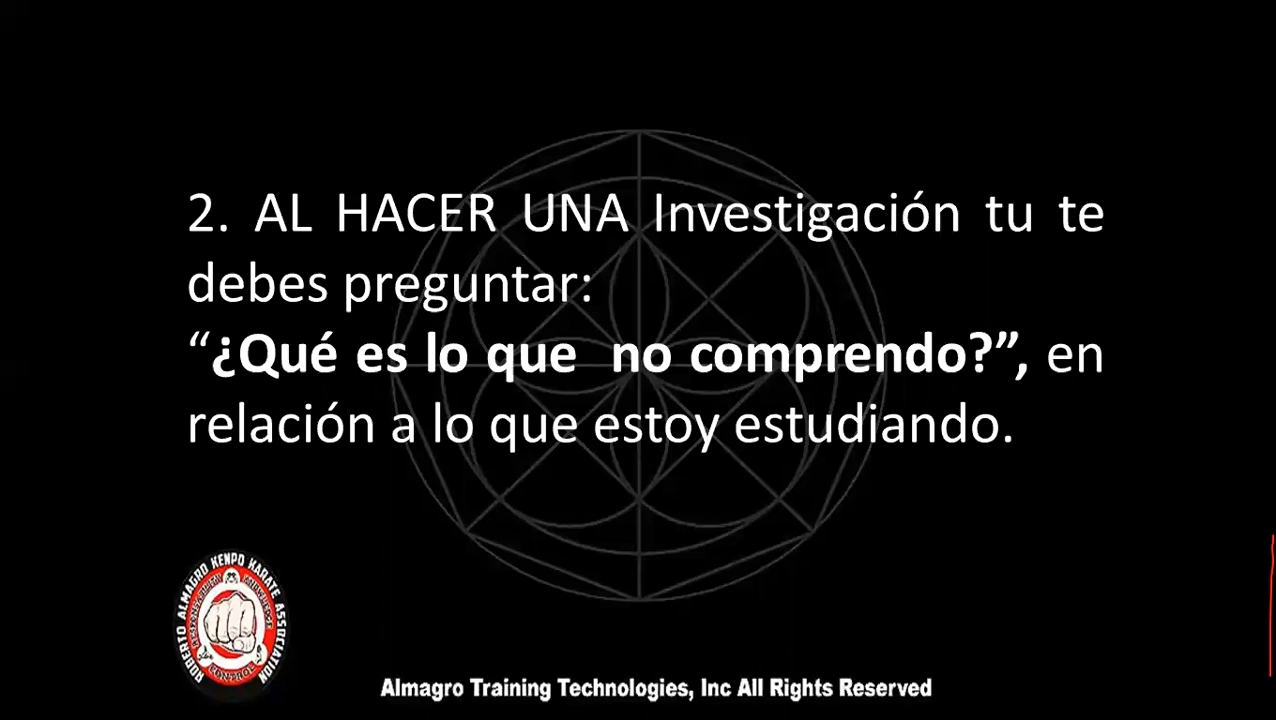 2. AL HACER UNA Investigación tu te
debes preguntar:
“¿Qué es lo que no comprendo?”, en
relación a lo que estoy estudiando.
ROBERTO ALMAGRO KENPO KARATE ASSOCIATION
CONTROL
Almagro Training Technologies, Inc All Rights Reserved